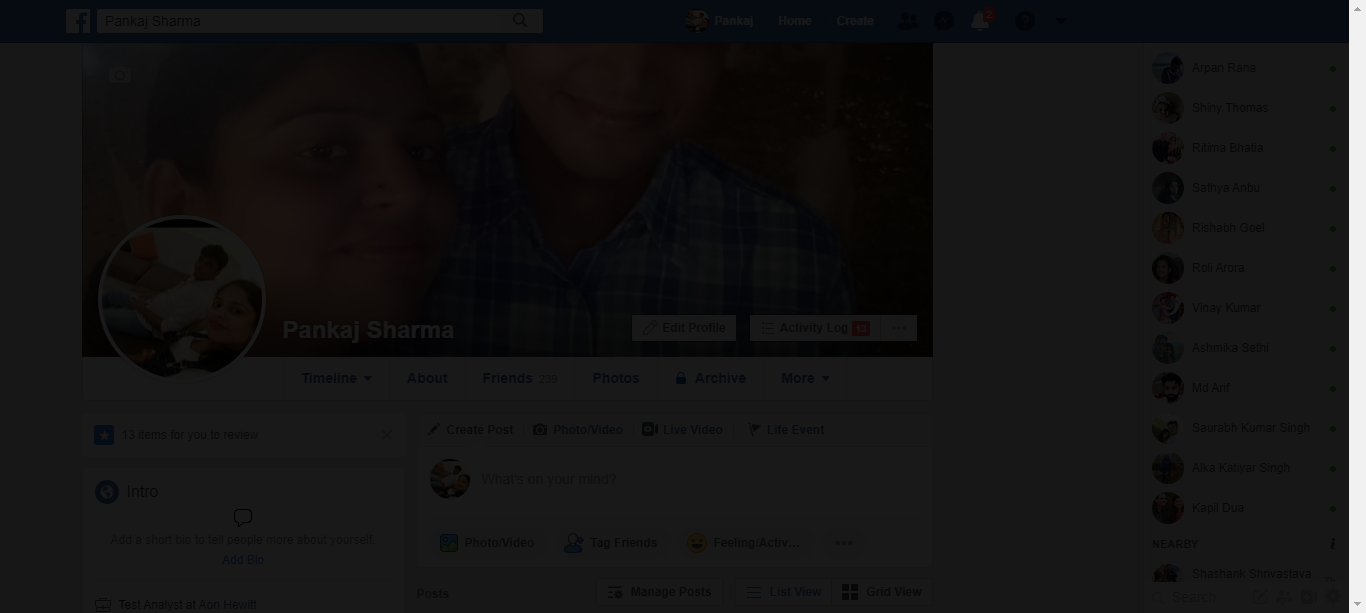 Pankaj Sharma
Pankaj Home Create 2
Pankaj Sharma
Edit Profile
Activity Log 13
Timeline About Friends 239 Photos Archive More
13 items for you to review
Intro
Add a short bio to tell people more about yourself.
Add Bio
Test Analyst at Aon Hewitt
Create Post Photo/Video Live Video Life Event
What's on your mind?
Photo/Video Tag Friends Feeling/Activ...
Posts Manage Posts List View Grid View
Arpan Rana
Shiny Thomas
Ritima Bhatia
Sathya Anbu
Rishabh Goel
Roli Arora
Vinay Kumar
Ashmika Sethi
Md Arif
Saurabh Kumar Singh
Alka Katiyar Singh
Kapil Dua
NEARBY
Shashank Shrivastava
Search